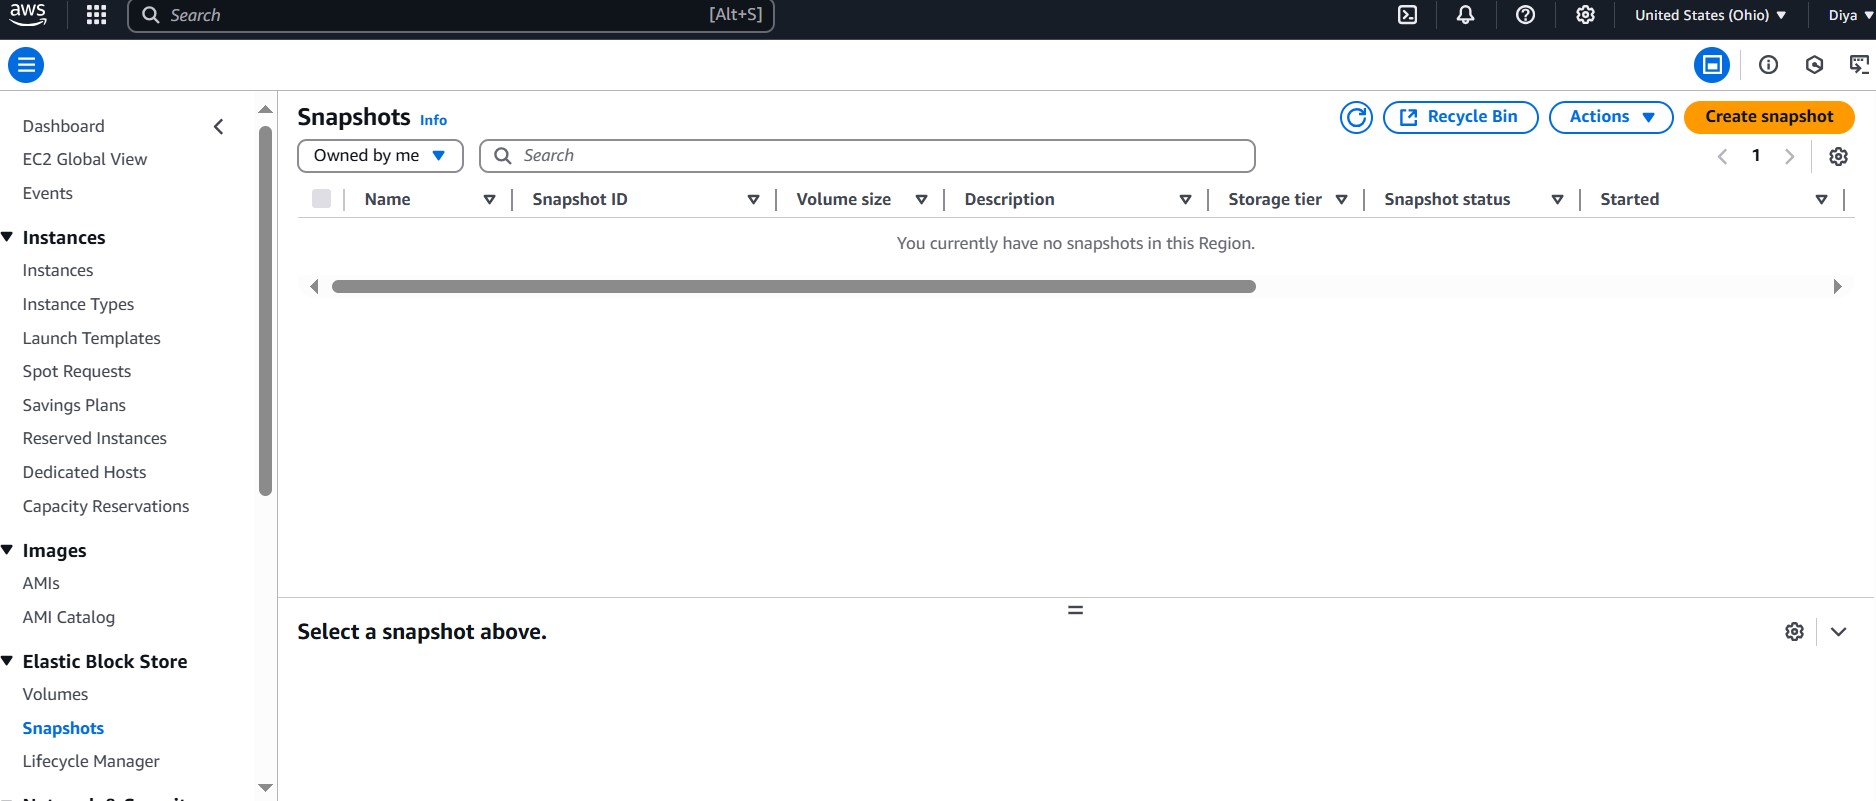 aws
Search [Alt+S]
United States (Ohio) Diya
Dashboard
EC2 Global View
Events
Instances
Instances
Instance Types
Launch Templates
Spot Requests
Savings Plans
Reserved Instances
Dedicated Hosts
Capacity Reservations
Images
AMIs
AMI Catalog
Elastic Block Store
Volumes
Snapshots
Lifecycle Manager
Snapshots Info
Recycle Bin
Actions
Create snapshot
Owned by me
Search
1
Name Snapshot ID Volume size Description Storage tier Snapshot status Started
You currently have no snapshots in this Region.
Select a snapshot above.